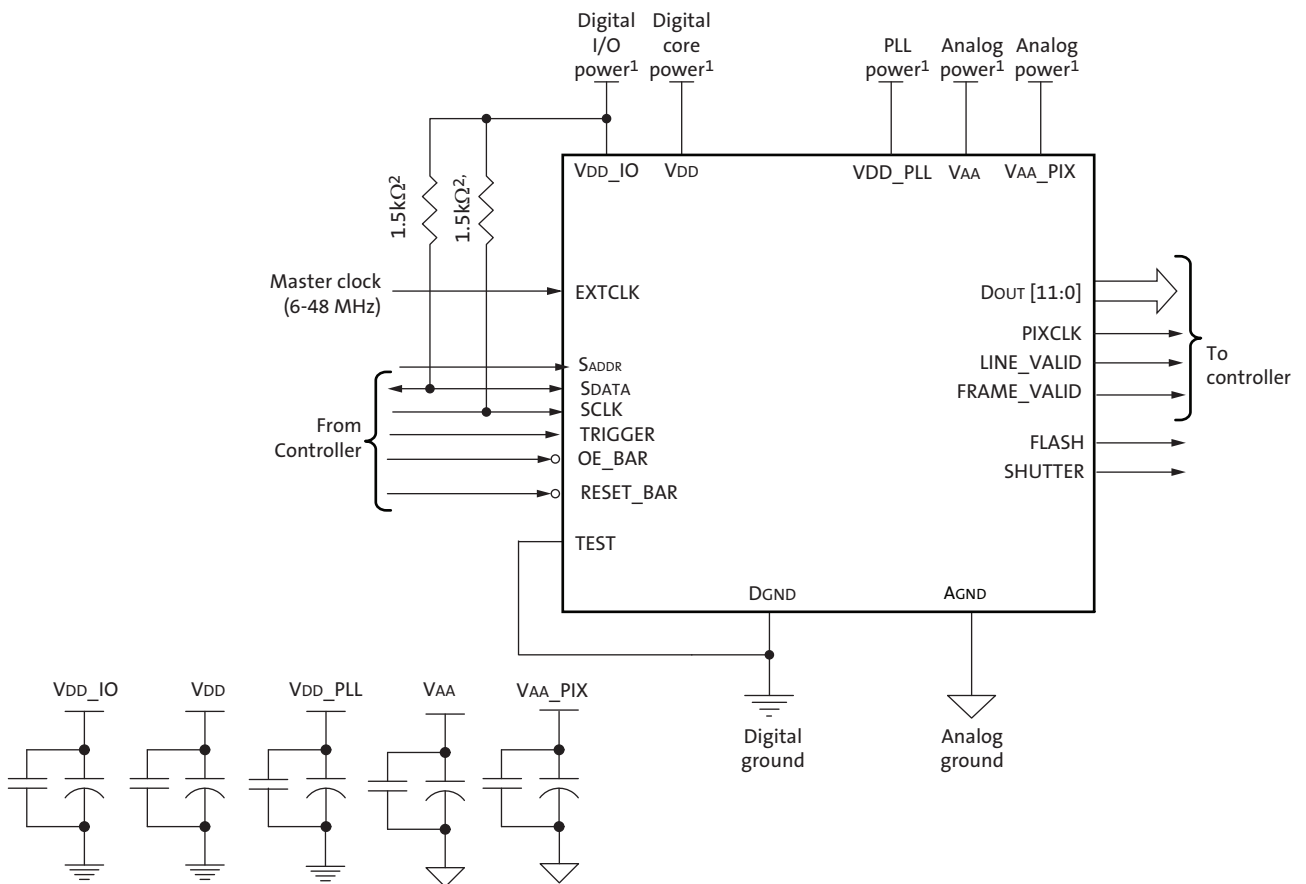 Digital
I/O
power1
Digital
core
power1
PLL
power1
Analog
power1
Analog
power1
VDD_IO
VDD
VDD_PLL
VAA
VAA_PIX
1.5kΩ2
1.5kΩ2,
Master clock
(6-48 MHz)
EXTCLK
SADDR
SDATA
SCLK
TRIGGER
OE_BAR
RESET_BAR
TEST
From
Controller
DOUT [11:0]
PIXCLK
LINE_VALID
FRAME_VALID
FLASH
SHUTTER
To
controller
DGND
AGND
Digital
ground
Analog
ground
VDD_IO
VDD
VDD_PLL
VAA
VAA_PIX